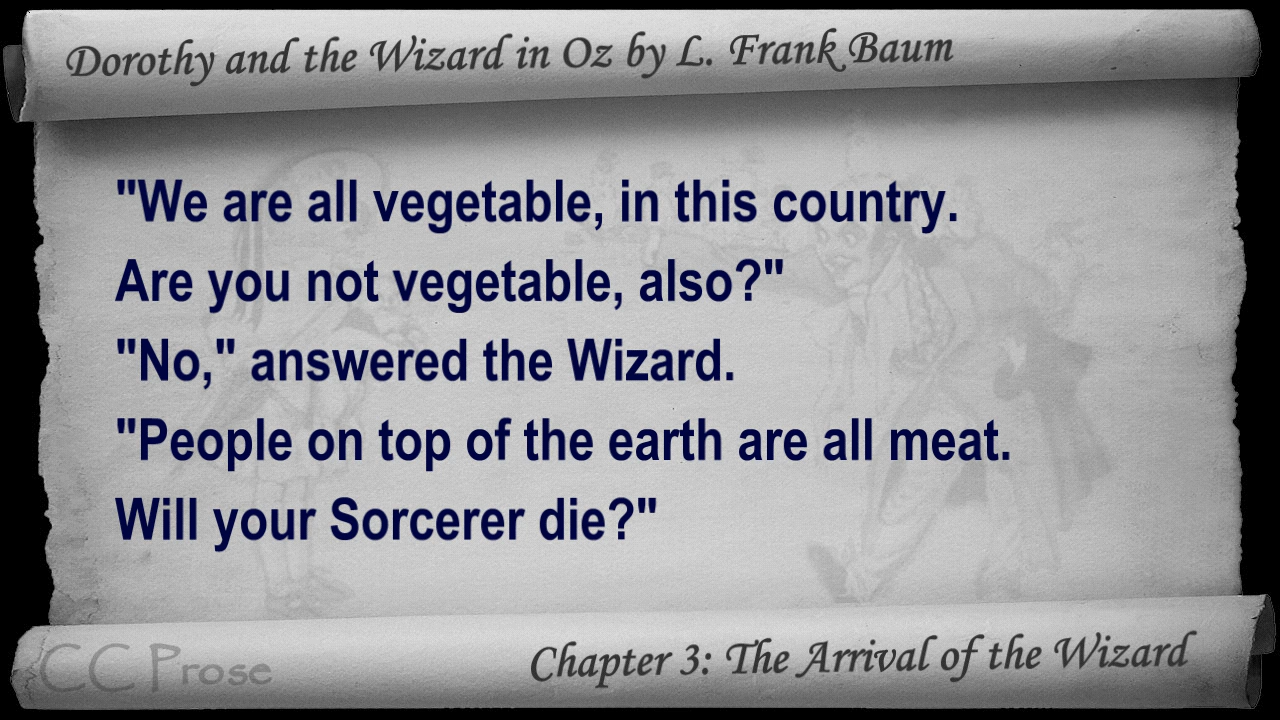 Dorothy and the Wizard in Oz by L. Frank Baum
"We are all vegetable, in this country.
Are you not vegetable, also?"
"No," answered the Wizard.
"People on top of the earth are all meat.
Will your Sorcerer die?"
CC Prose
Chapter 3: The Arrival of the Wizard